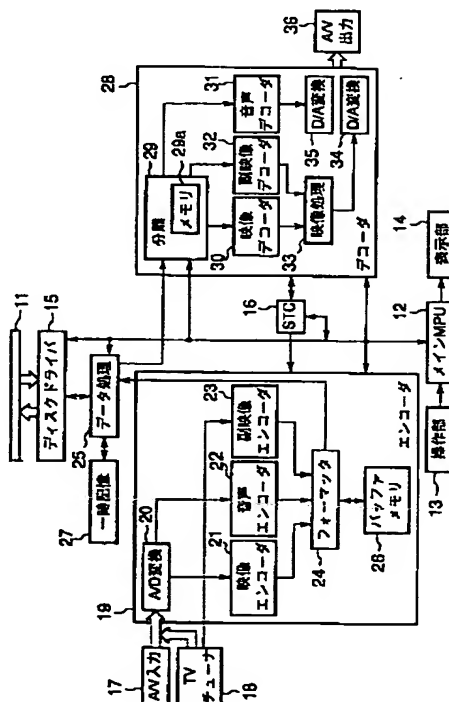 11
ディスクドライバ
15
データ処理
25
一時記憶
27
19
A/D変換
20
17
A/V入力
TV
チューナ
18
映像
エンコーダ
21
音声
エンコーダ
22
副映像
エンコーダ
23
フォーマッタ
24
バッファ
メモリ
26
エンコーダ
STC
16
メインMPU
12
操作部
13
表示部
14
28
分離
29
メモリ
29a
映像
デコーダ
30
副映像
デコーダ
32
音声
デコーダ
31
映像処理
33
D/A変換
35
D/A変換
34
デコーダ
A/V
出力
36